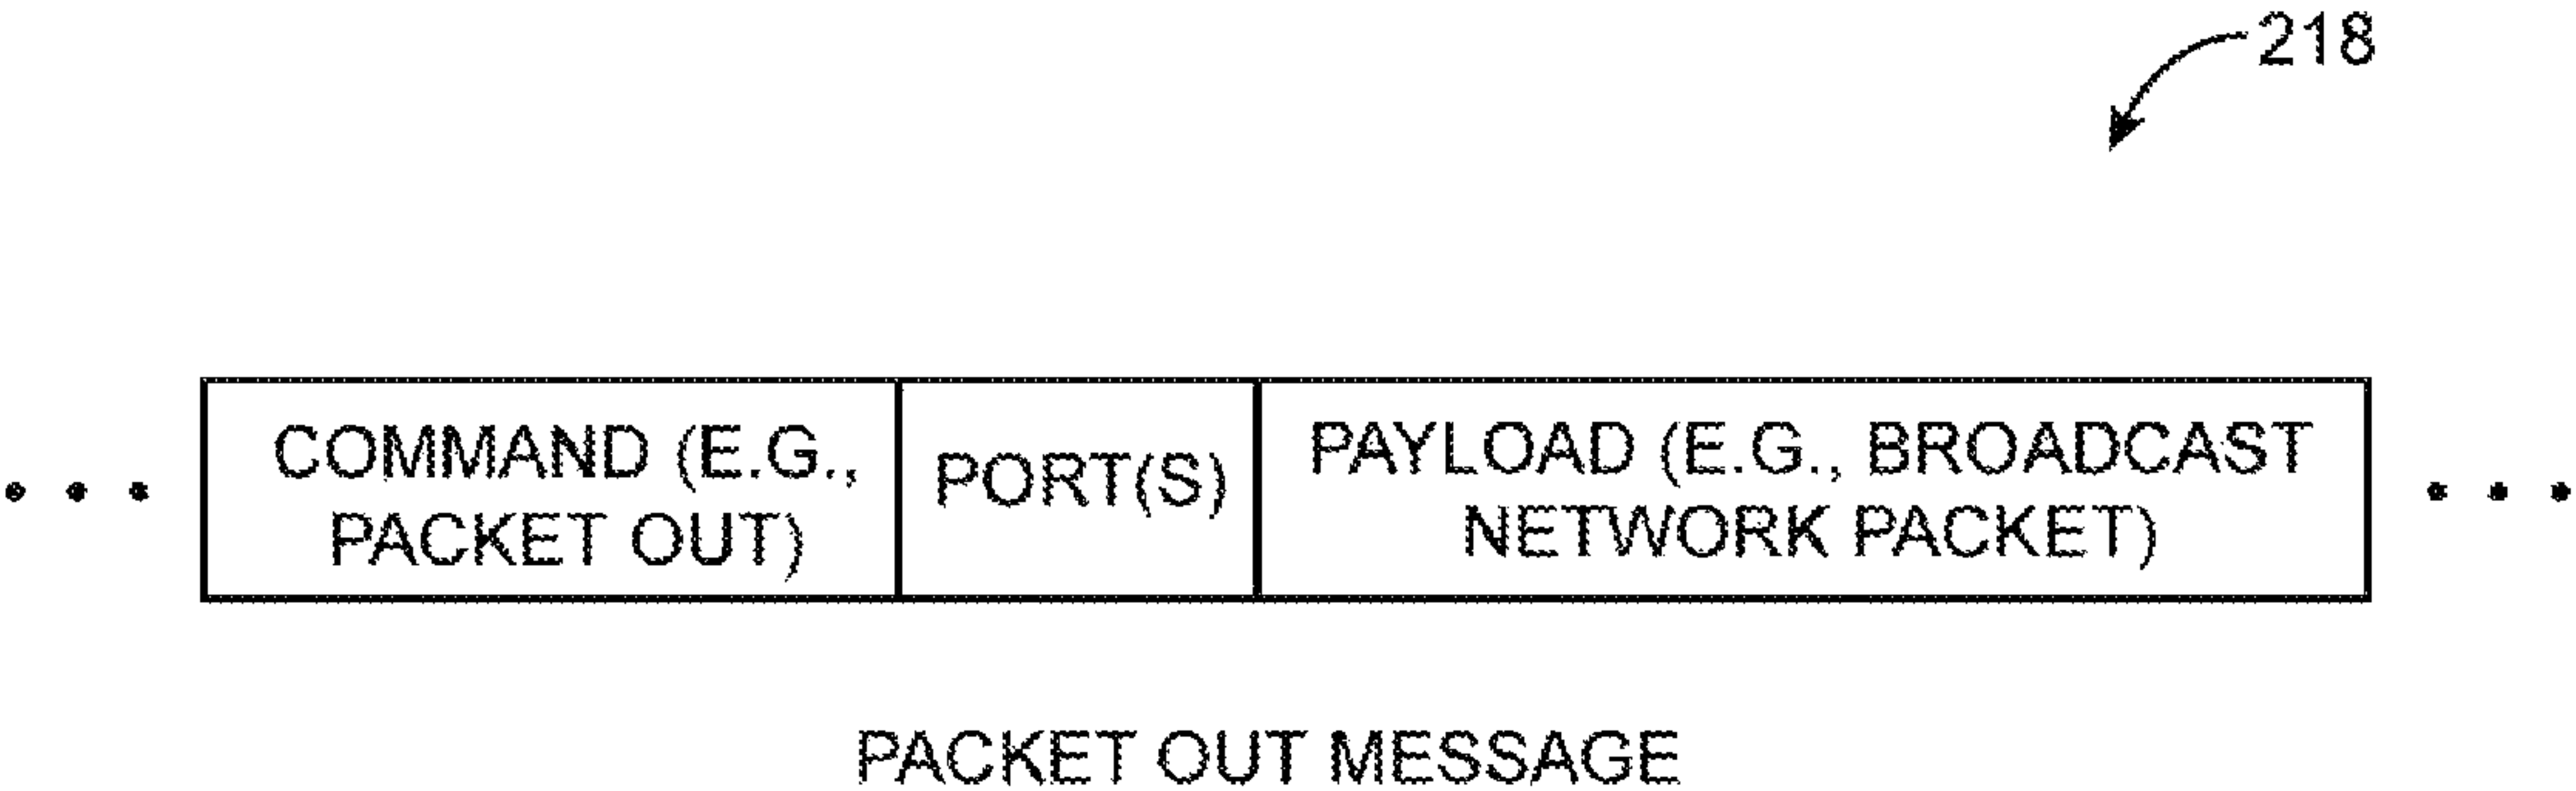 218
COMMAND (E.G.,
PACKET OUT)
PORT(S)
PAYLOAD (E.G., BROADCAST
NETWORK PACKET)
PACKET OUT MESSAGE